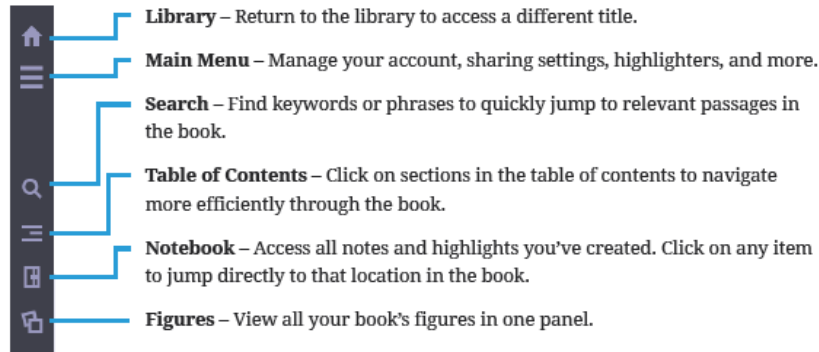 Library – Return to the library to access a different title.
Main Menu – Manage your account, sharing settings, highlighters, and more.
Search – Find keywords or phrases to quickly jump to relevant passages in
the book.
Table of Contents – Click on sections in the table of contents to navigate
more efficiently through the book.
Notebook – Access all notes and highlights you’ve created. Click on any item
to jump directly to that location in the book.
Figures – View all your book’s figures in one panel.